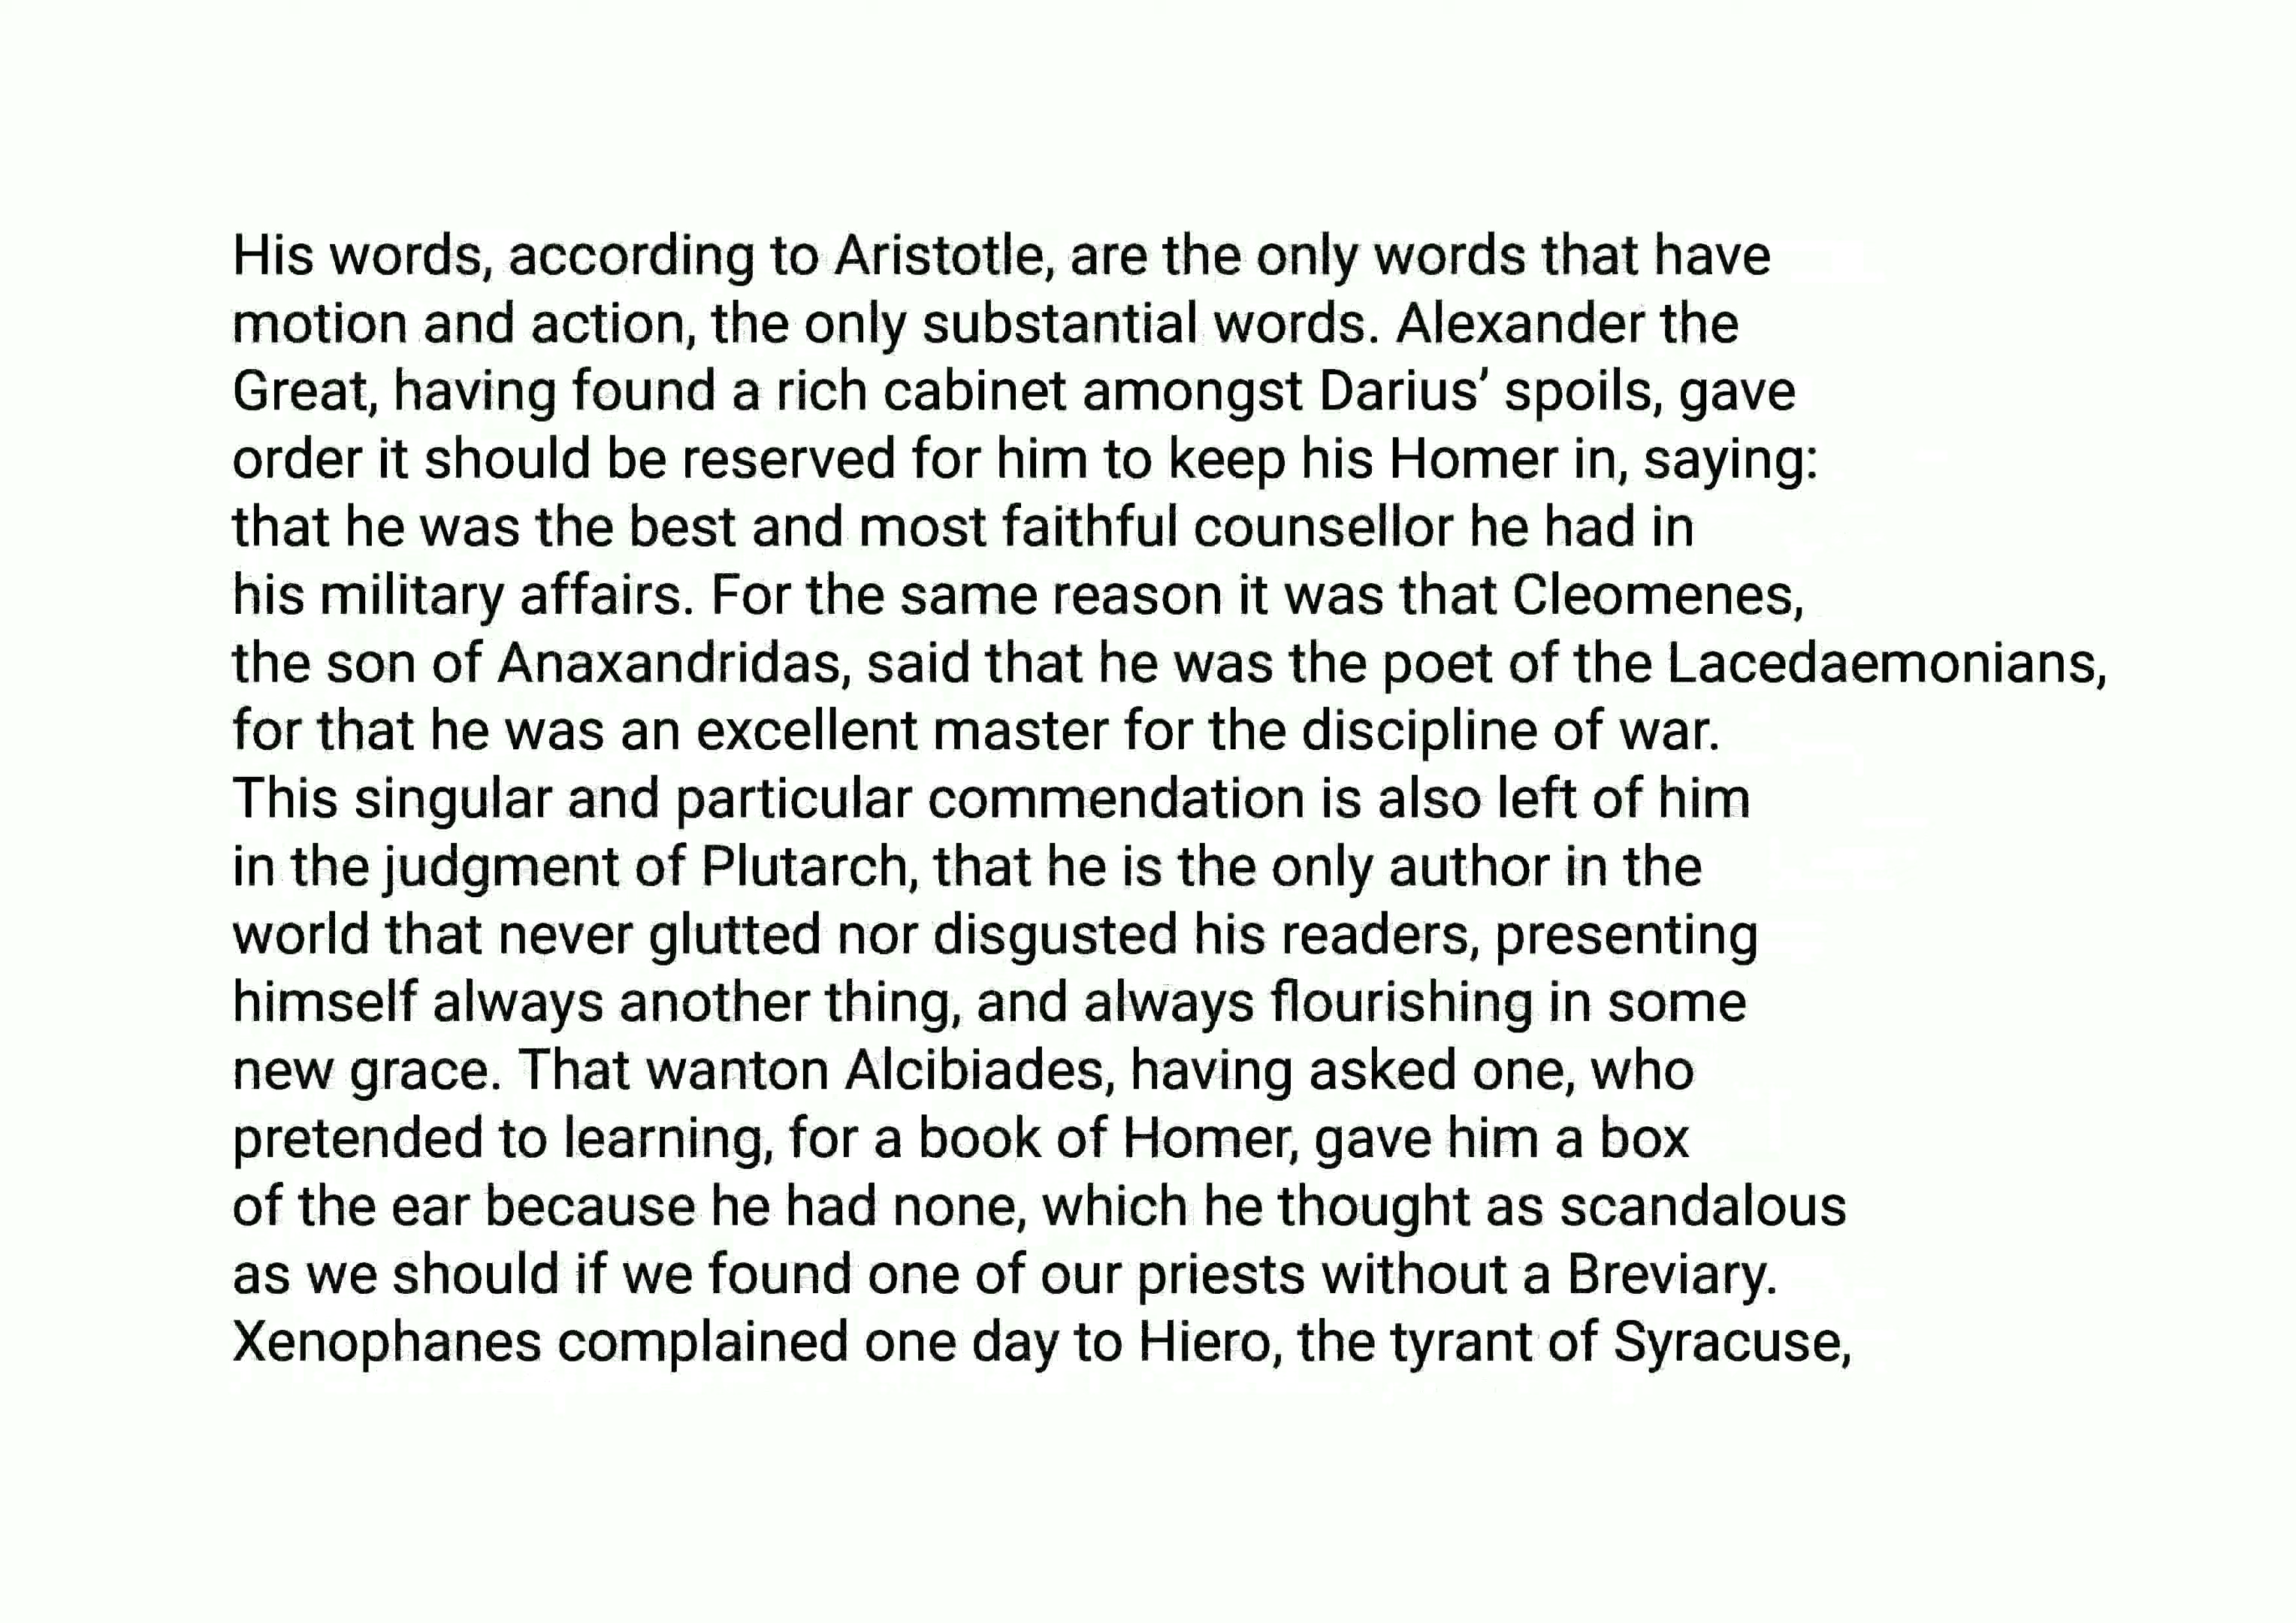 His words, according to Aristotle, are the only words that have
motion and action, the only substantial words. Alexander the
Great, having found a rich cabinet amongst Darius’ spoils, gave
order it should be reserved for him to keep his Homer in, saying:
that he was the best and most faithful counsellor he had in
his military affairs. For the same reason it was that Cleomenes,
the son of Anaxandridas, said that he was the poet of the Lacedaemonians,
for that he was an excellent master for the discipline of war.
This singular and particular commendation is also left of him
in the judgment of Plutarch, that he is the only author in the
world that never glutted nor disgusted his readers, presenting
himself always another thing, and always flourishing in some
new grace. That wanton Alcibiades, having asked one, who
pretended to learning, for a book of Homer, gave him a box
of the ear because he had none, which he thought as scandalous
as we should if we found one of our priests without a Breviary.
Xenophanes complained one day to Hiero, the tyrant of Syracuse,